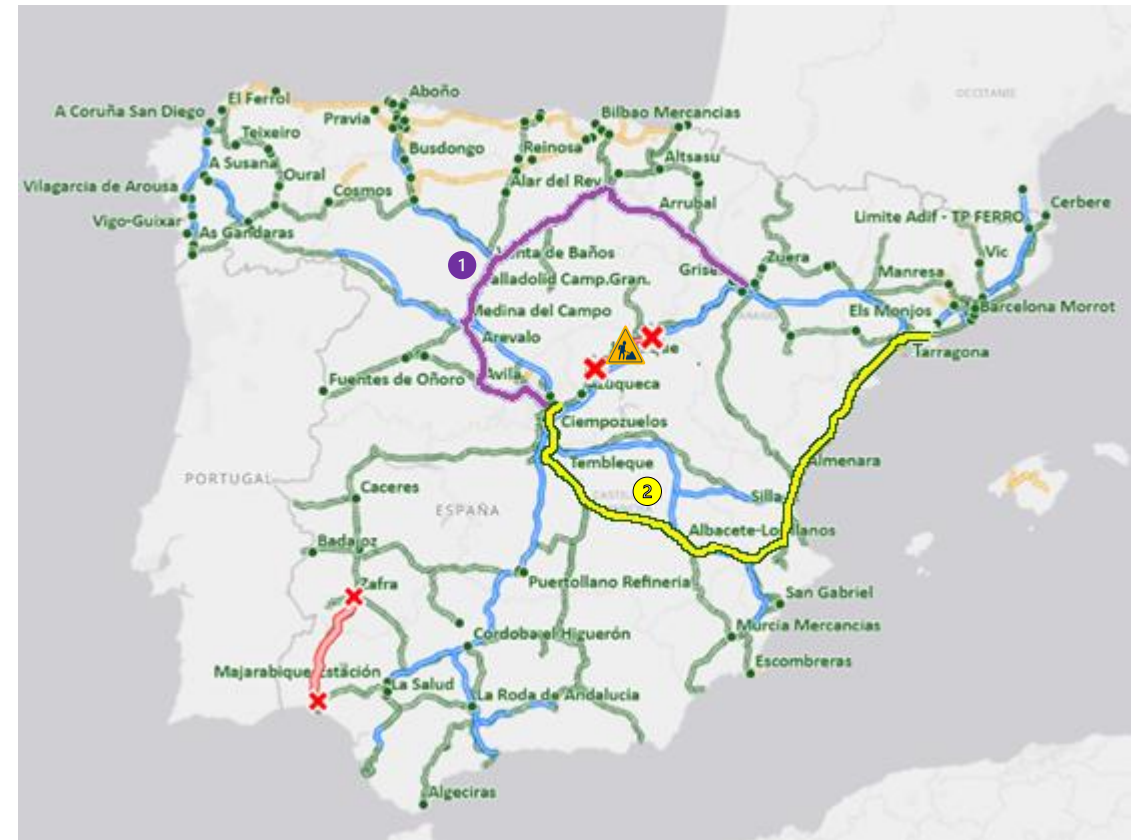 OCCITANIE
Aboño
El Ferrol
A Coruña San Diego
Pravia
Bilbao Mercancias
Teixeiro
Busdongo
Reinosa
Altsasu
A Susana
Oural
Alar del Rey
Vilagarcia de Arousa
Cosmos
Arrubal
Cerbere
Limite Adif - TP FERRO
Vigo-Guixar
As Gandaras
Vic
1
Venta de Baños
Zuera
Manresa
Valladolid Camp.Gran.
Medina del Campo
Els Monjos
Barcelona Morrot
Arevalo
Tarragona
Avila
Fuentes de Oñoro
Azuqueca
Ciempozuelos
Tembleque
Almenara
PORTUGAL
Caceres
2
Silla
ESPAÑA
Badajoz
Zafra
Puertollano Refineria
San Gabriel
Murcia Mercancias
Cordoba el Higuerón
Escombreras
Majarabique Estación
La Salud
La Roda de Andalucia
Algeciras